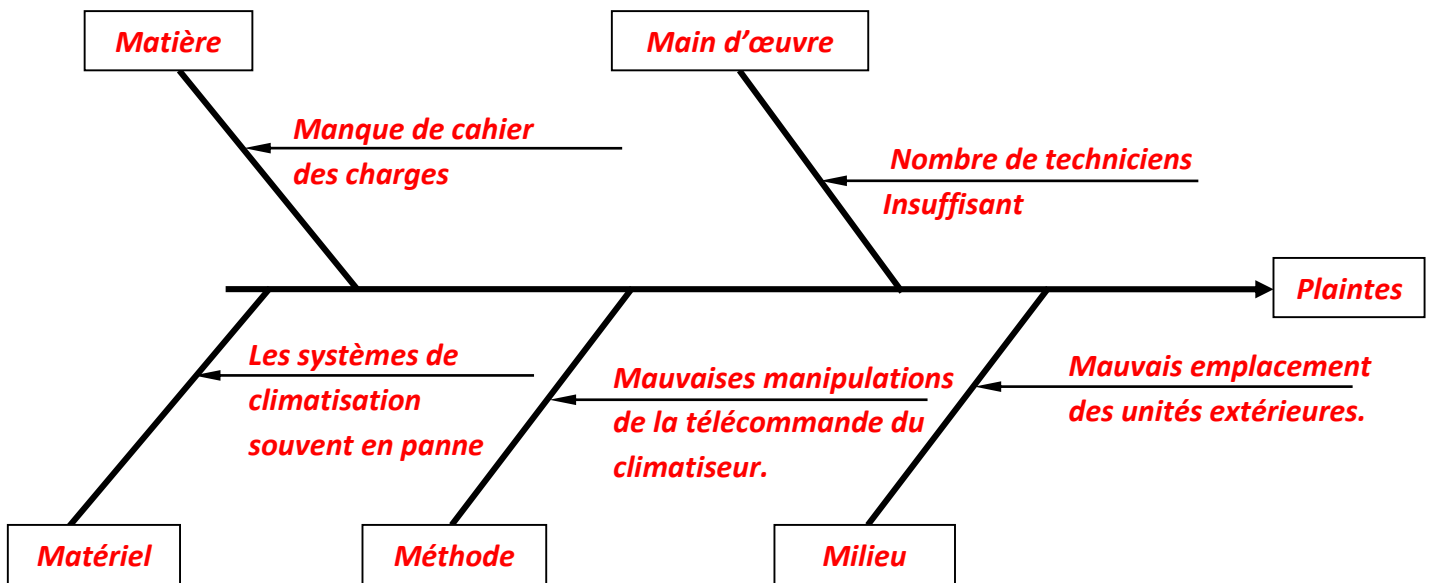 Matière
Main d'œuvre
Manque de cahier
des charges
Nombre de techniciens
Insuffisant
Plaintes
Les systèmes de
climatisation
souvent en panne
Mauvaises manipulations
de la télécommande du
climatiseur.
Mauvais emplacement
des unités extérieures.
Matériel
Méthode
Milieu